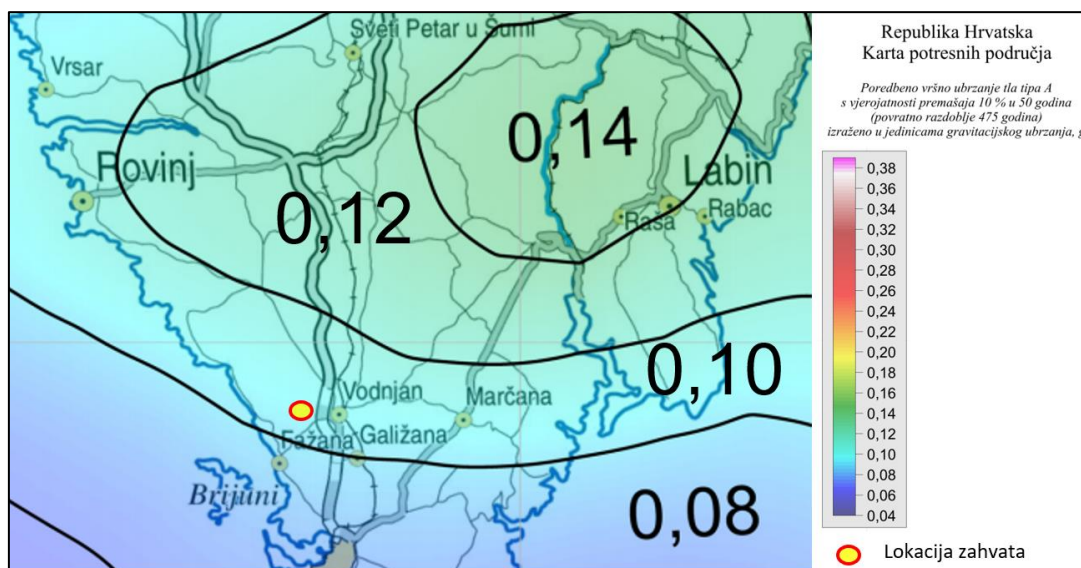 Sveti Petar u Šumi
Vrsar
0,14
Rovinj
Labin
Raša
Rabac
0,12
0,10
Vodnjan
Marčana
Fažana
Galižana
Brijuni
0,08
Republika Hrvatska
Karta potresnih područja
Poredbeno vršno ubrzanje tla tipa A
s vjerojatnosti premašaja 10 % u 50 godina
(povratno razdoblje 475 godina)
izraženo u jedinicama gravitacijskog ubrzanja, g
0,38
0,36
0,34
0,32
0,30
0,28
0,26
0,24
0,22
0,20
0,18
0,16
0,14
0,12
0,10
0,08
0,06
0,04
Lokacija zahvata